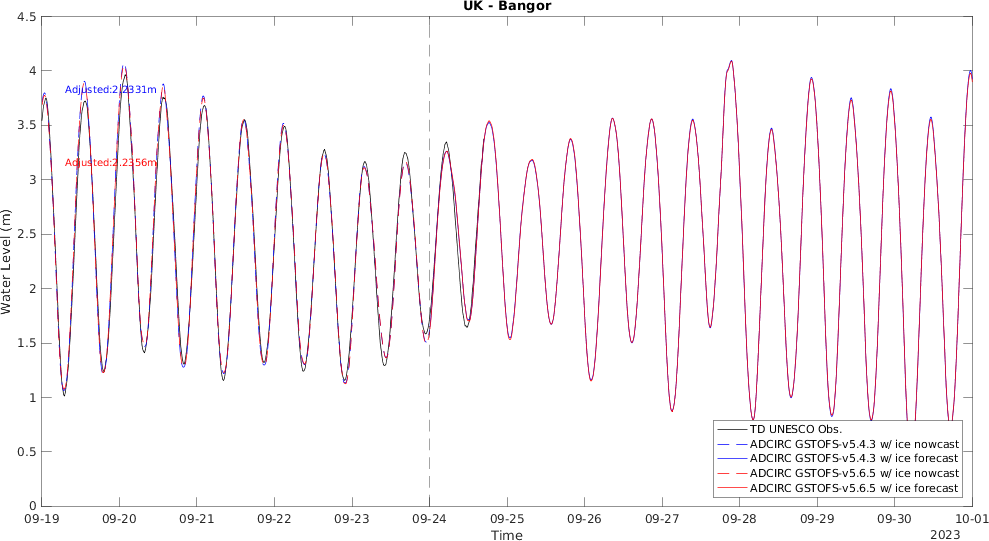 UK - Bangor
4.5
4
3.5
3
2.5
2
1.5
1
0.5
0
Water Level (m)
Adjusted:2.2331m
Adjusted:2.2356m
TD UNESCO Obs.
ADCIRC GSTOFS-v5.4.3 w/ ice nowcast
ADCIRC GSTOFS-v5.4.3 w/ ice forecast
ADCIRC GSTOFS-v5.6.5 w/ ice nowcast
ADCIRC GSTOFS-v5.6.5 w/ ice forecast
09-19 09-20 09-21 09-22 09-23 09-24 09-25 09-26 09-27 09-28 09-29 09-30 10-01
Time
2023